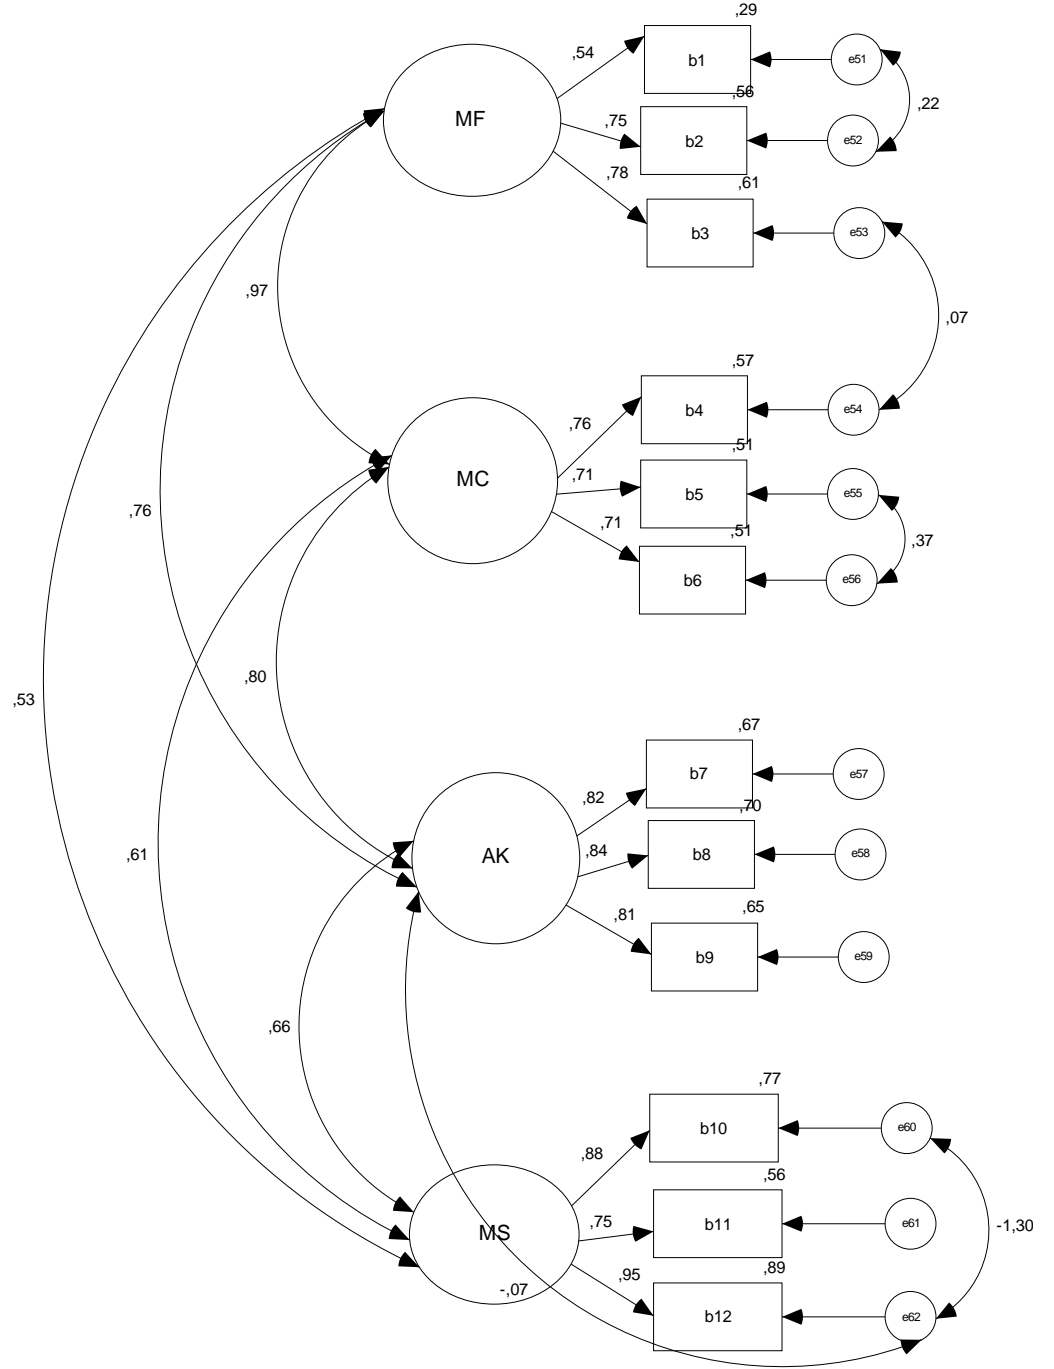 ,29
,54
b1
e51
,56
,22
MF
,75
b2
e52
,78
,61
b3
e53
,97
,07
,57
b4
e54
,76
,51
MC
,71
b5
e55
,76
,71
,51
,37
b6
e56
,80
,53
,67
b7
e57
,82
,70
,61
AK
,84
b8
e58
,81
,65
b9
e59
,66
,77
b10
e60
,88
,56
MS
,75
b11
e61
-1,30
,95
,89
-,07
b12
e62